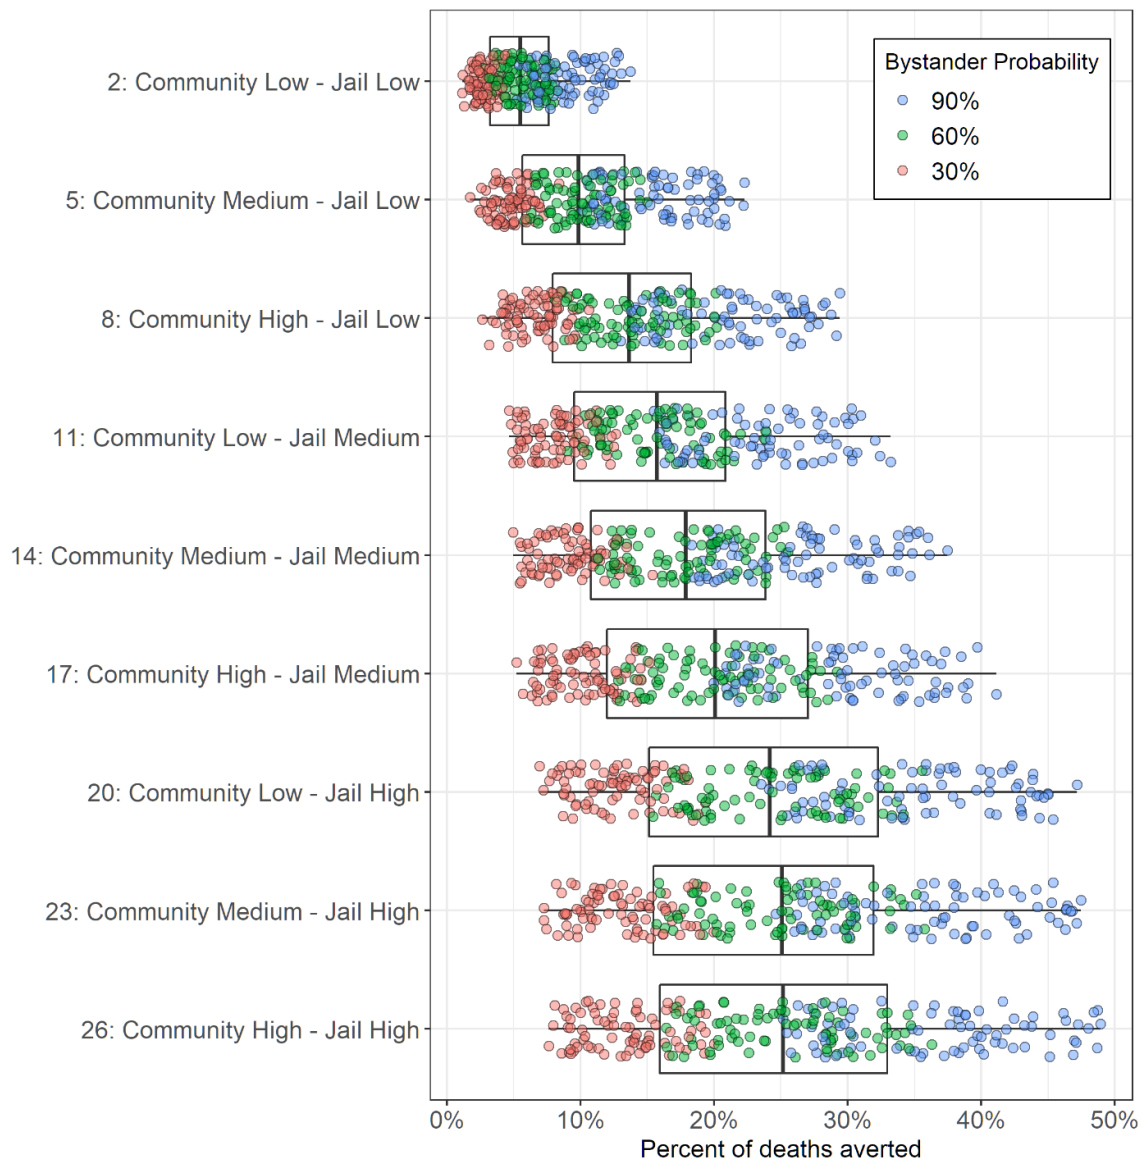 2: Community Low - Jail Low
5: Community Medium - Jail Low
8: Community High - Jail Low
11: Community Low - Jail Medium
14: Community Medium - Jail Medium
17: Community High - Jail Medium
20: Community Low - Jail High
23: Community Medium - Jail High
26: Community High - Jail High
Bystander Probability
90%
60%
30%
0% 10% 20% 30% 40% 50%
Percent of deaths averted